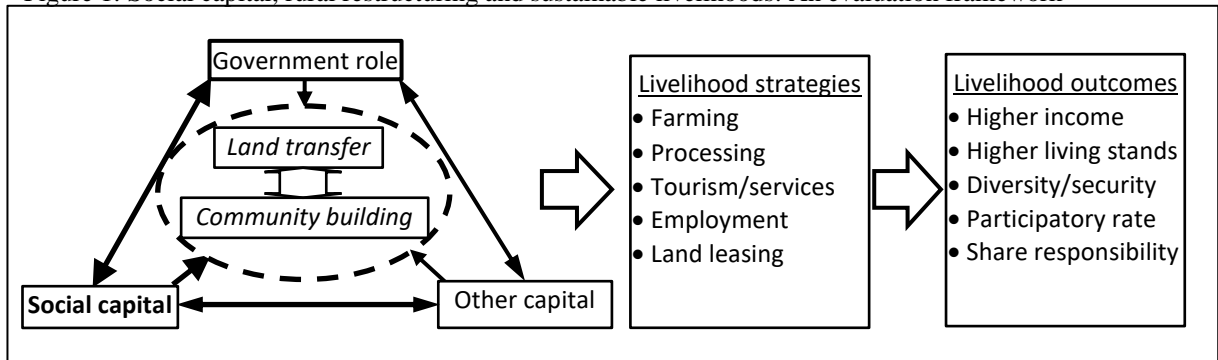 Figure 1: Social capital, rural restructuring and sustainable livelihoods: An evaluation framework
Government role
Land transfer
Community building
Social capital
Other capital
Livelihood strategies
• Farming
• Processing
• Tourism/services
• Employment
• Land leasing
Livelihood outcomes
• Higher income
• Higher living stands
• Diversity/security
• Participatory rate
• Share responsibility